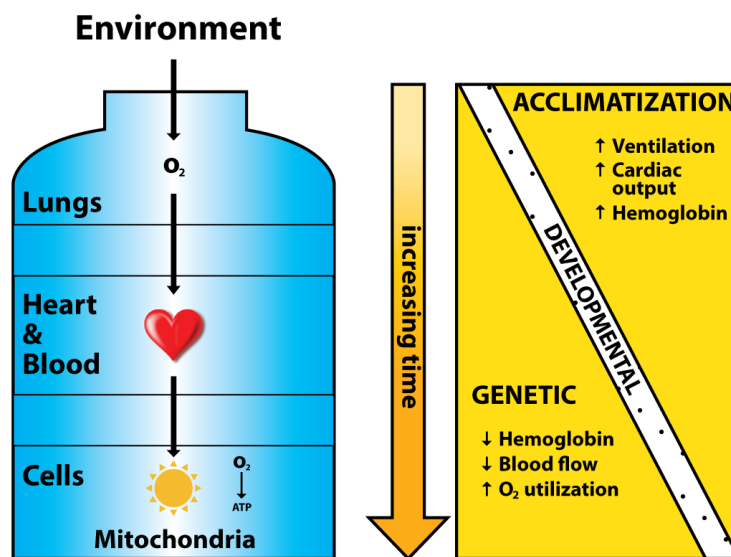 Environment
O₂
Lungs
Heart
&
Blood
Cells
O₂
ATP
Mitochondria
increasing time
ACCLIMATIZATION
↑ Ventilation
↑ Cardiac
output
↑ Hemoglobin
DEVELOPMENTAL
GENETIC
↓ Hemoglobin
↓ Blood flow
↑ O₂ utilization